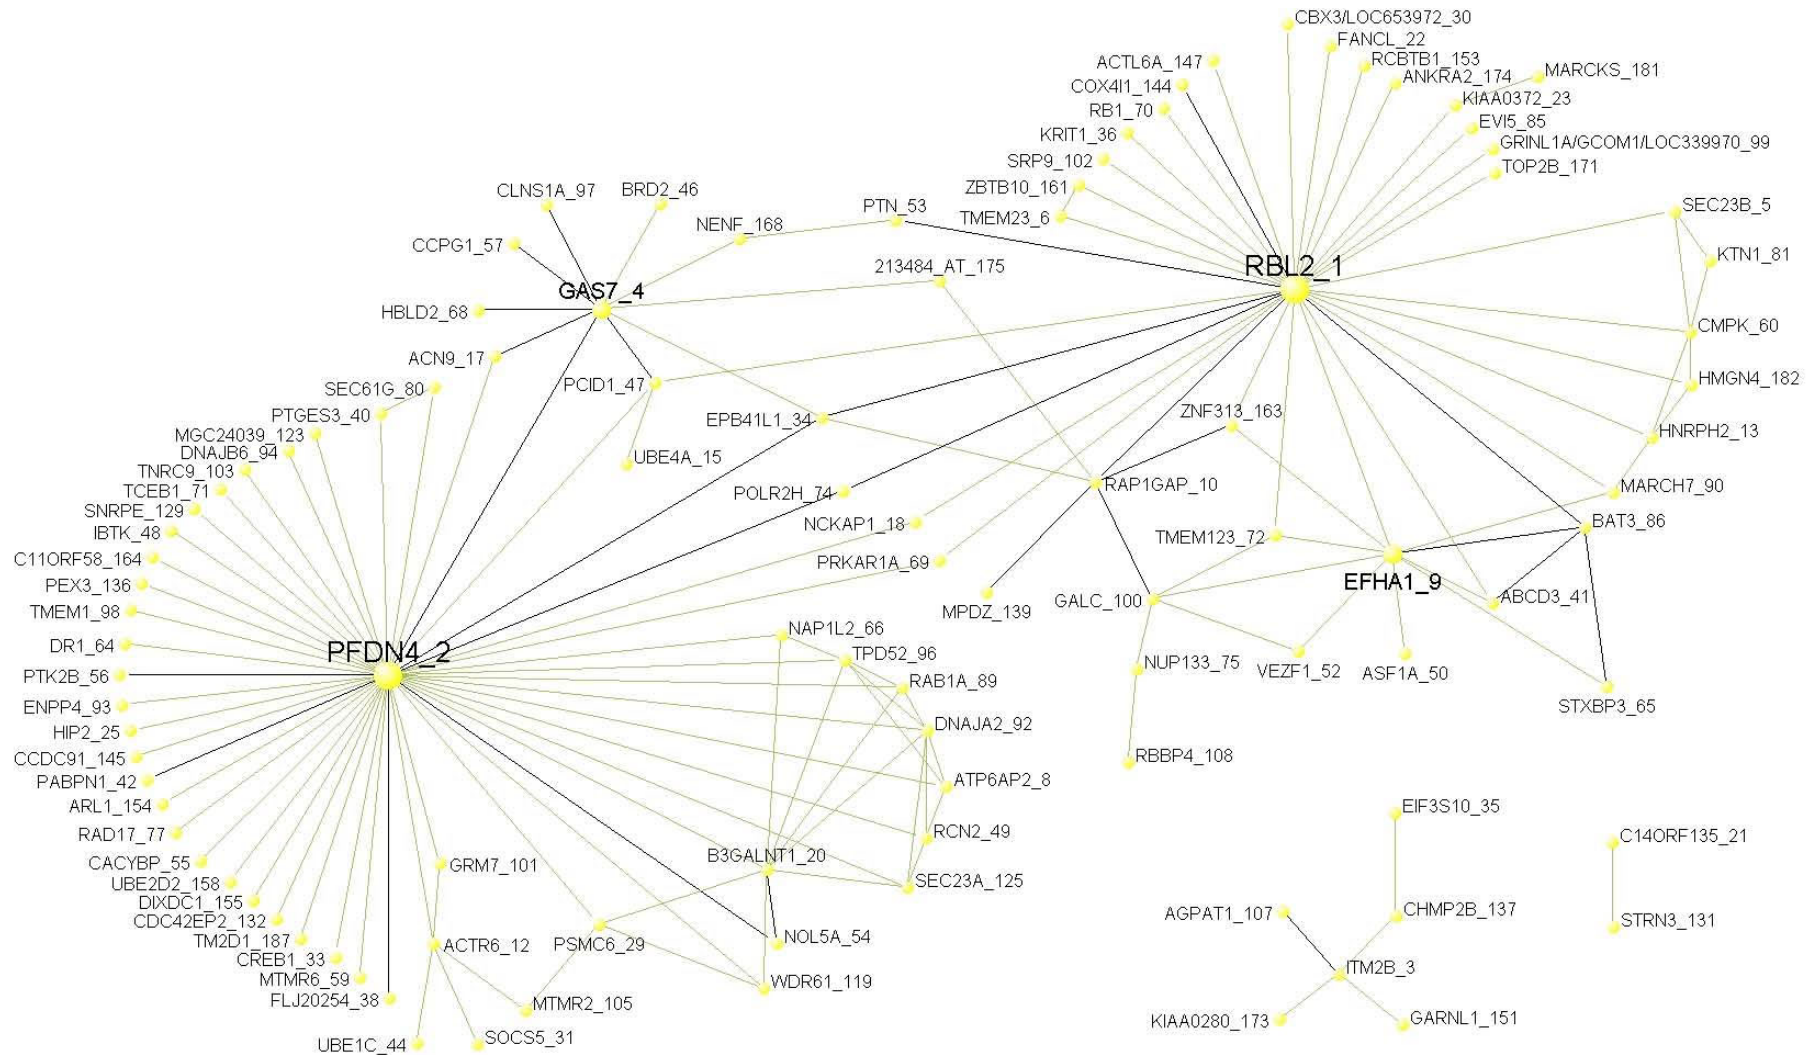 CBX3/LOC653972_30
FANCL_22
ACTL6A_147
RCBTB1_153
MARCKS_181
COX4I1_144
ANKRA2_174
KIAA0372_23
RB1_70
EVI5_85
KRIT1_36
GRINL1A/GCOM1/LOC339970_99
SRP9_102
TOP2B_171
ZBTB10_161
CLNS1A_97
BRD2_46
PTN_53
TMEM23_6
SEC23B_5
NENF_168
CCPG1_57
KTN1_81
213484_AT_175
RBL2_1
GAS7_4
HBLD2_68
CMPK_60
ACN9_17
PCID1_47
HMGN4_182
SEC61G_80
PTGES3_40
EPB41L1_34
ZNF313_163
MGC24039_123
HNRPH2_13
DNAJB6_94
TNRC9_103
UBE4A_15
TCEB1_71
RAP1GAP_10
MARCH7_90
POLR2H_74
SNRPE_129
NCKAP1_18
BAT3_86
IBTK_48
TMEM123_72
C11ORF58_164
PRKAR1A_69
EFHA1_9
PEX3_136
MPDZ_139
GALC_100
ABCD3_41
TMEM1_98
NAP1L2_66
DR1_64
PFDN4_2
TPD52_96
NUP133_75
VEZF1_52
ASF1A_50
PTK2B_56
RAB1A_89
STXBP3_65
ENPP4_93
DNAJA2_92
HIP2_25
CCDC91_145
RBBP4_108
PABPN1_42
ATP6AP2_8
ARL1_154
EIF3S10_35
RAD17_77
RCN2_49
C14ORF135_21
B3GALNT1_20
CACYBP_55
GRM7_101
UBE2D2_158
SEC23A_125
DIXDC1_155
AGPAT1_107
CHMP2B_137
CDC42EP2_132
STRN3_131
TM2D1_187
ACTR6_12
PSMC6_29
NOL5A_54
CREB1_33
ITM2B_3
MTMR6_59
WDR61_119
FLJ20254_38
MTMR2_105
KIAA0280_173
GARNL1_151
UBE1C_44
SOCS5_31